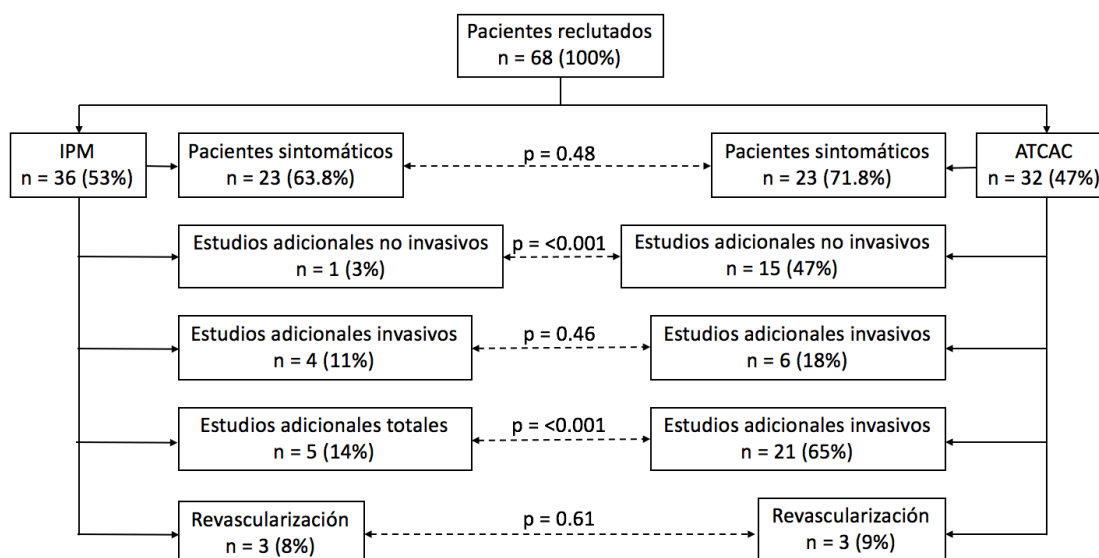 Pacientes reclutados
n = 68 (100%)
IPM
n = 36 (53%)
Pacientes sintomáticos
n = 23 (63.8%)
p = 0.48
Pacientes sintomáticos
n = 23 (71.8%)
ATCAC
n = 32 (47%)
Estudios adicionales no invasivos
n = 1 (3%)
p = <0.001
Estudios adicionales no invasivos
n = 15 (47%)
Estudios adicionales invasivos
n = 4 (11%)
p = 0.46
Estudios adicionales invasivos
n = 6 (18%)
Estudios adicionales totales
n = 5 (14%)
p = <0.001
Estudios adicionales invasivos
n = 21 (65%)
Revascularización
n = 3 (8%)
p = 0.61
Revascularización
n = 3 (9%)